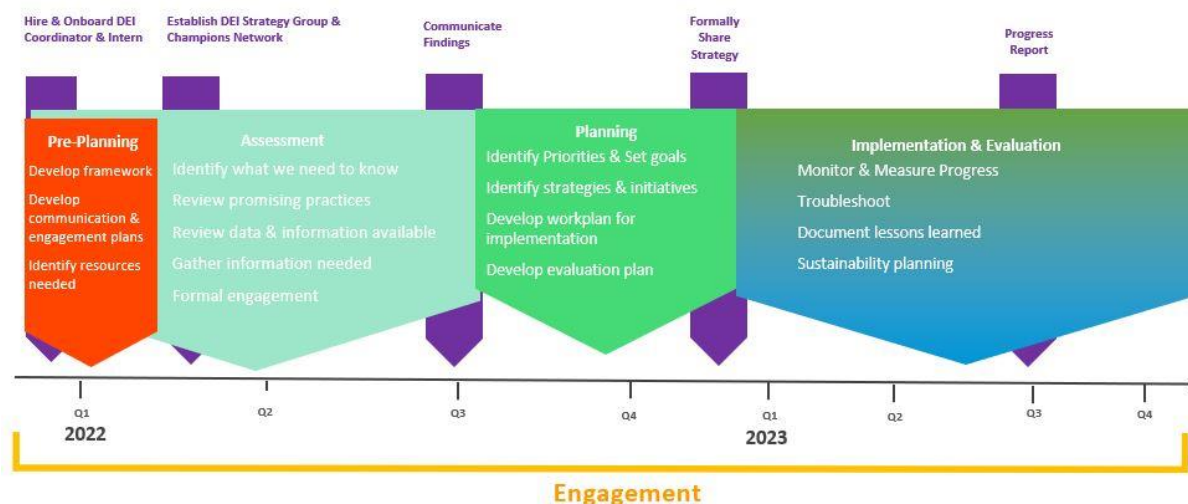 Hire & Onboard DEI
Coordinator & Intern
Establish DEI Strategy Group &
Champions Network
Communicate
Findings
Formally
Share
Strategy
Progress
Report
Pre-Planning
Develop framework
Develop
communication &
engagement plans
Identify resources
needed
Assessment
Identify what we need to know
Review promising practices
Review data & information available
Gather information needed
Formal engagement
Planning
Identify Priorities & Set goals
Identify strategies & initiatives
Develop workplan for
implementation
Develop evaluation plan
Implementation & Evaluation
Monitor & Measure Progress
Troubleshoot
Document lessons learned
Sustainability planning
Q1
Q2
Q3
Q4
Q1
Q2
Q3
Q4
2022
2023
Engagement